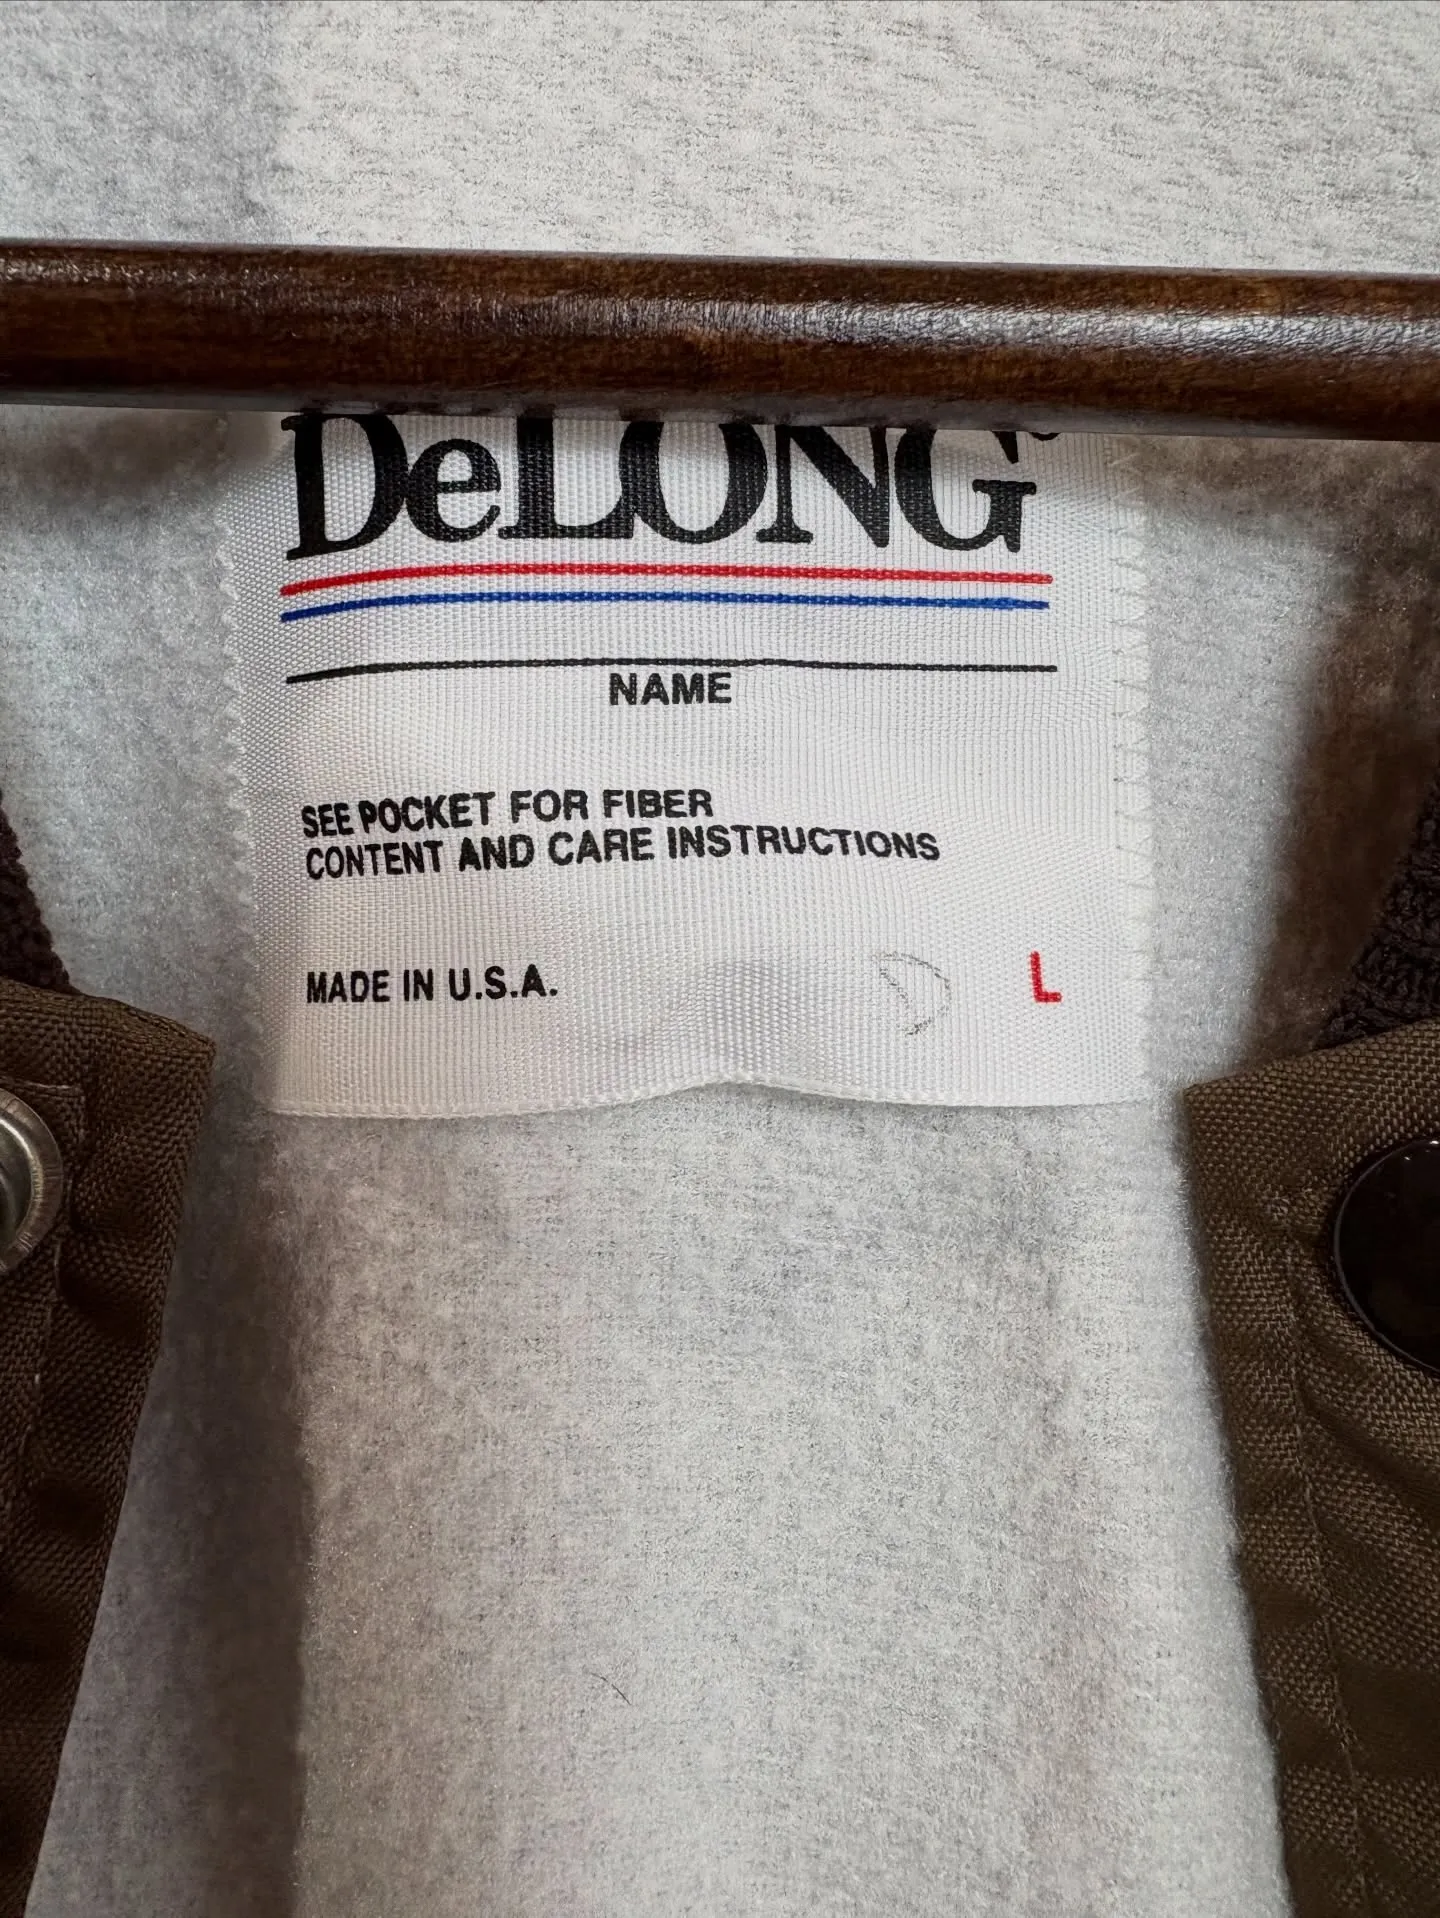 DeLONG
NAME
SEE POCKET FOR FIBER
CONTENT AND CARE INSTRUCTIONS
MADE IN U.S.A.
D
L